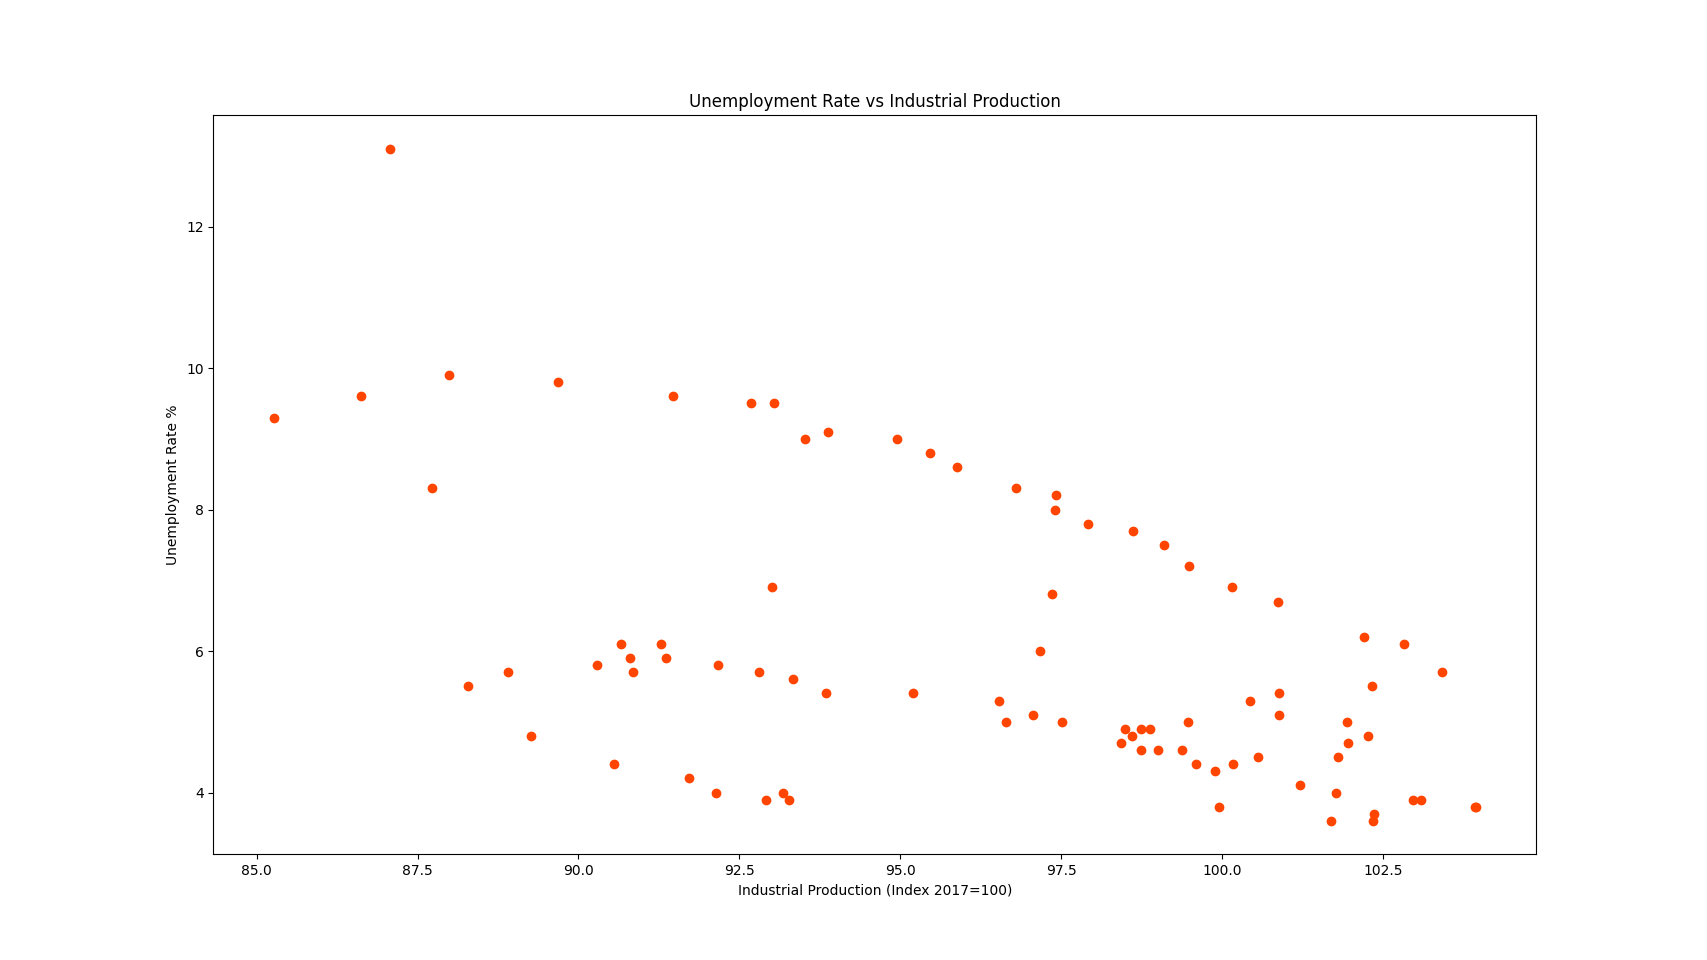 Unemployment Rate vs Industrial Production
Unemployment Rate %
12
10
8
6
4
85.0 87.5 90.0 92.5 95.0 97.5 100.0 102.5
Industrial Production (Index 2017=100)